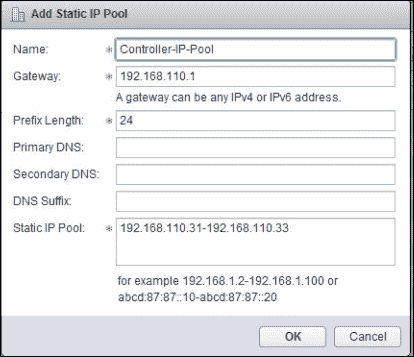 Add Static IP Pool
Name: * Controller-IP-Pool
Gateway: * 192.168.110.1
A gateway can be any IPv4 or IPv6 address.
Prefix Length: * 24
Primary DNS:
Secondary DNS:
DNS Suffix:
Static IP Pool: * 192.168.110.31-192.168.110.33
for example 192.168.1.2-192.168.1.100 or
abcd:87:87::10-abcd:87:87::20
OK Cancel